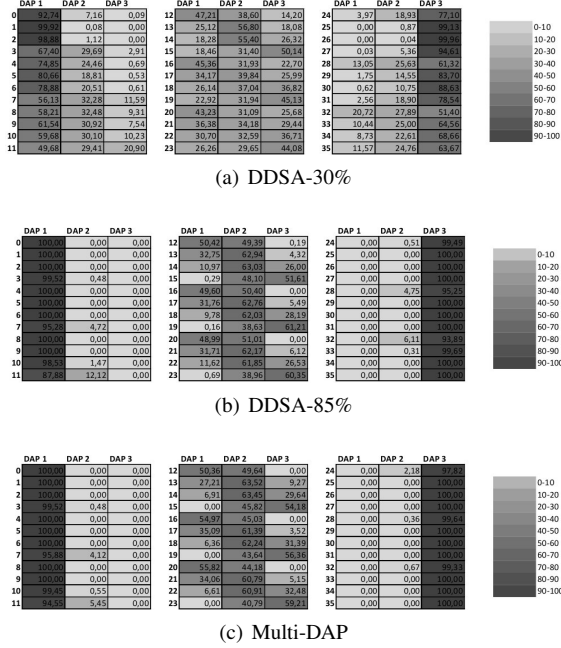 DAP 1 DAP 2 DAP 3 DAP 1 DAP 2 DAP 3 DAP 1 DAP 2 DAP 3
0 92,74 7,16 0,09 12 47,21 38,60 14,20 24 3,97 18,93 77,10
1 99,92 0,08 0,00 13 25,12 56,80 18,08 25 0,00 0,87 99,13 0-10
2 98,88 1,12 0,00 14 18,28 55,40 26,32 26 0,00 0,04 99,96 10-20
3 67,40 29,69 2,91 15 18,46 31,40 50,14 27 0,03 5,36 94,61 20-30
4 74,85 24,46 0,69 16 45,36 31,93 22,70 28 13,05 25,63 61,32 30-40
5 80,66 18,81 0,53 17 34,17 39,84 25,99 29 1,75 14,55 83,70 40-50
6 78,88 20,51 0,61 18 26,14 37,04 36,82 30 0,62 10,75 88,63 50-60
7 56,13 32,28 11,59 19 22,92 31,94 45,13 31 2,56 18,90 78,54 60-70
8 58,21 32,48 9,31 20 43,23 31,09 25,68 32 20,72 27,89 51,40 70-80
9 61,54 30,92 7,54 21 36,38 34,18 29,44 33 10,44 25,00 64,56 80-90
10 59,68 30,10 10,23 22 30,70 32,59 36,71 34 8,73 22,61 68,66 90-100
11 49,68 29,41 20,90 23 26,26 29,65 44,08 35 11,57 24,76 63,67
(a) DDSA-30%
DAP 1 DAP 2 DAP 3 DAP 1 DAP 2 DAP 3 DAP 1 DAP 2 DAP 3
0 100,00 0,00 0,00 12 50,42 49,39 0,19 24 0,00 0,51 99,49
1 100,00 0,00 0,00 13 32,75 62,94 4,32 25 0,00 0,00 100,00 0-10
2 100,00 0,00 0,00 14 10,97 63,03 26,00 26 0,00 0,00 100,00 10-20
3 99,52 0,48 0,00 15 0,29 48,10 51,61 27 0,00 0,00 100,00 20-30
4 100,00 0,00 0,00 16 49,60 50,40 0,00 28 0,00 4,75 95,25 30-40
5 100,00 0,00 0,00 17 31,76 62,76 5,49 29 0,00 0,00 100,00 40-50
6 100,00 0,00 0,00 18 9,78 62,03 28,19 30 0,00 0,00 100,00 50-60
7 95,28 4,72 0,00 19 0,16 38,63 61,21 31 0,00 0,00 100,00 60-70
8 100,00 0,00 0,00 20 48,99 51,01 0,00 32 0,00 6,11 93,89 70-80
9 100,00 0,00 0,00 21 31,71 62,17 6,12 33 0,00 0,31 99,69 80-90
10 98,53 1,47 0,00 22 11,62 61,85 26,53 34 0,00 0,00 100,00 90-100
11 87,88 12,12 0,00 23 0,69 38,96 60,35 35 0,00 0,00 100,00
(b) DDSA-85%
DAP 1 DAP 2 DAP 3 DAP 1 DAP 2 DAP 3 DAP 1 DAP 2 DAP 3
0 100,00 0,00 0,00 12 50,36 49,64 0,00 24 0,00 2,18 97,82
1 100,00 0,00 0,00 13 27,21 63,52 9,27 25 0,00 0,00 100,00 0-10
2 100,00 0,00 0,00 14 6,91 63,45 29,64 26 0,00 0,00 100,00 10-20
3 100,00 0,48 0,00 15 0,00 45,82 54,18 27 0,00 0,00 100,00 20-30
4 100,00 0,00 0,00 16 54,97 45,03 0,00 28 0,00 0,36 99,64 30-40
5 100,00 0,00 0,00 17 35,09 61,39 3,52 29 0,00 0,00 100,00 40-50
6 100,00 0,00 0,00 18 6,36 62,24 31,39 30 0,00 0,00 100,00 50-60
7 95,88 4,12 0,00 19 0,00 43,64 56,36 31 0,00 0,00 100,00 60-70
8 100,00 0,00 0,00 20 55,82 44,18 0,00 32 0,00 0,67 99,33 70-80
9 100,00 0,00 0,00 21 34,06 60,79 5,15 33 0,00 0,00 100,00 80-90
10 99,45 0,55 0,00 22 6,61 60,91 32,48 34 0,00 0,00 100,00 90-100
11 94,55 5,45 0,00 23 0,00 40,79 59,21 35 0,00 0,00 100,00
(c) Multi-DAP